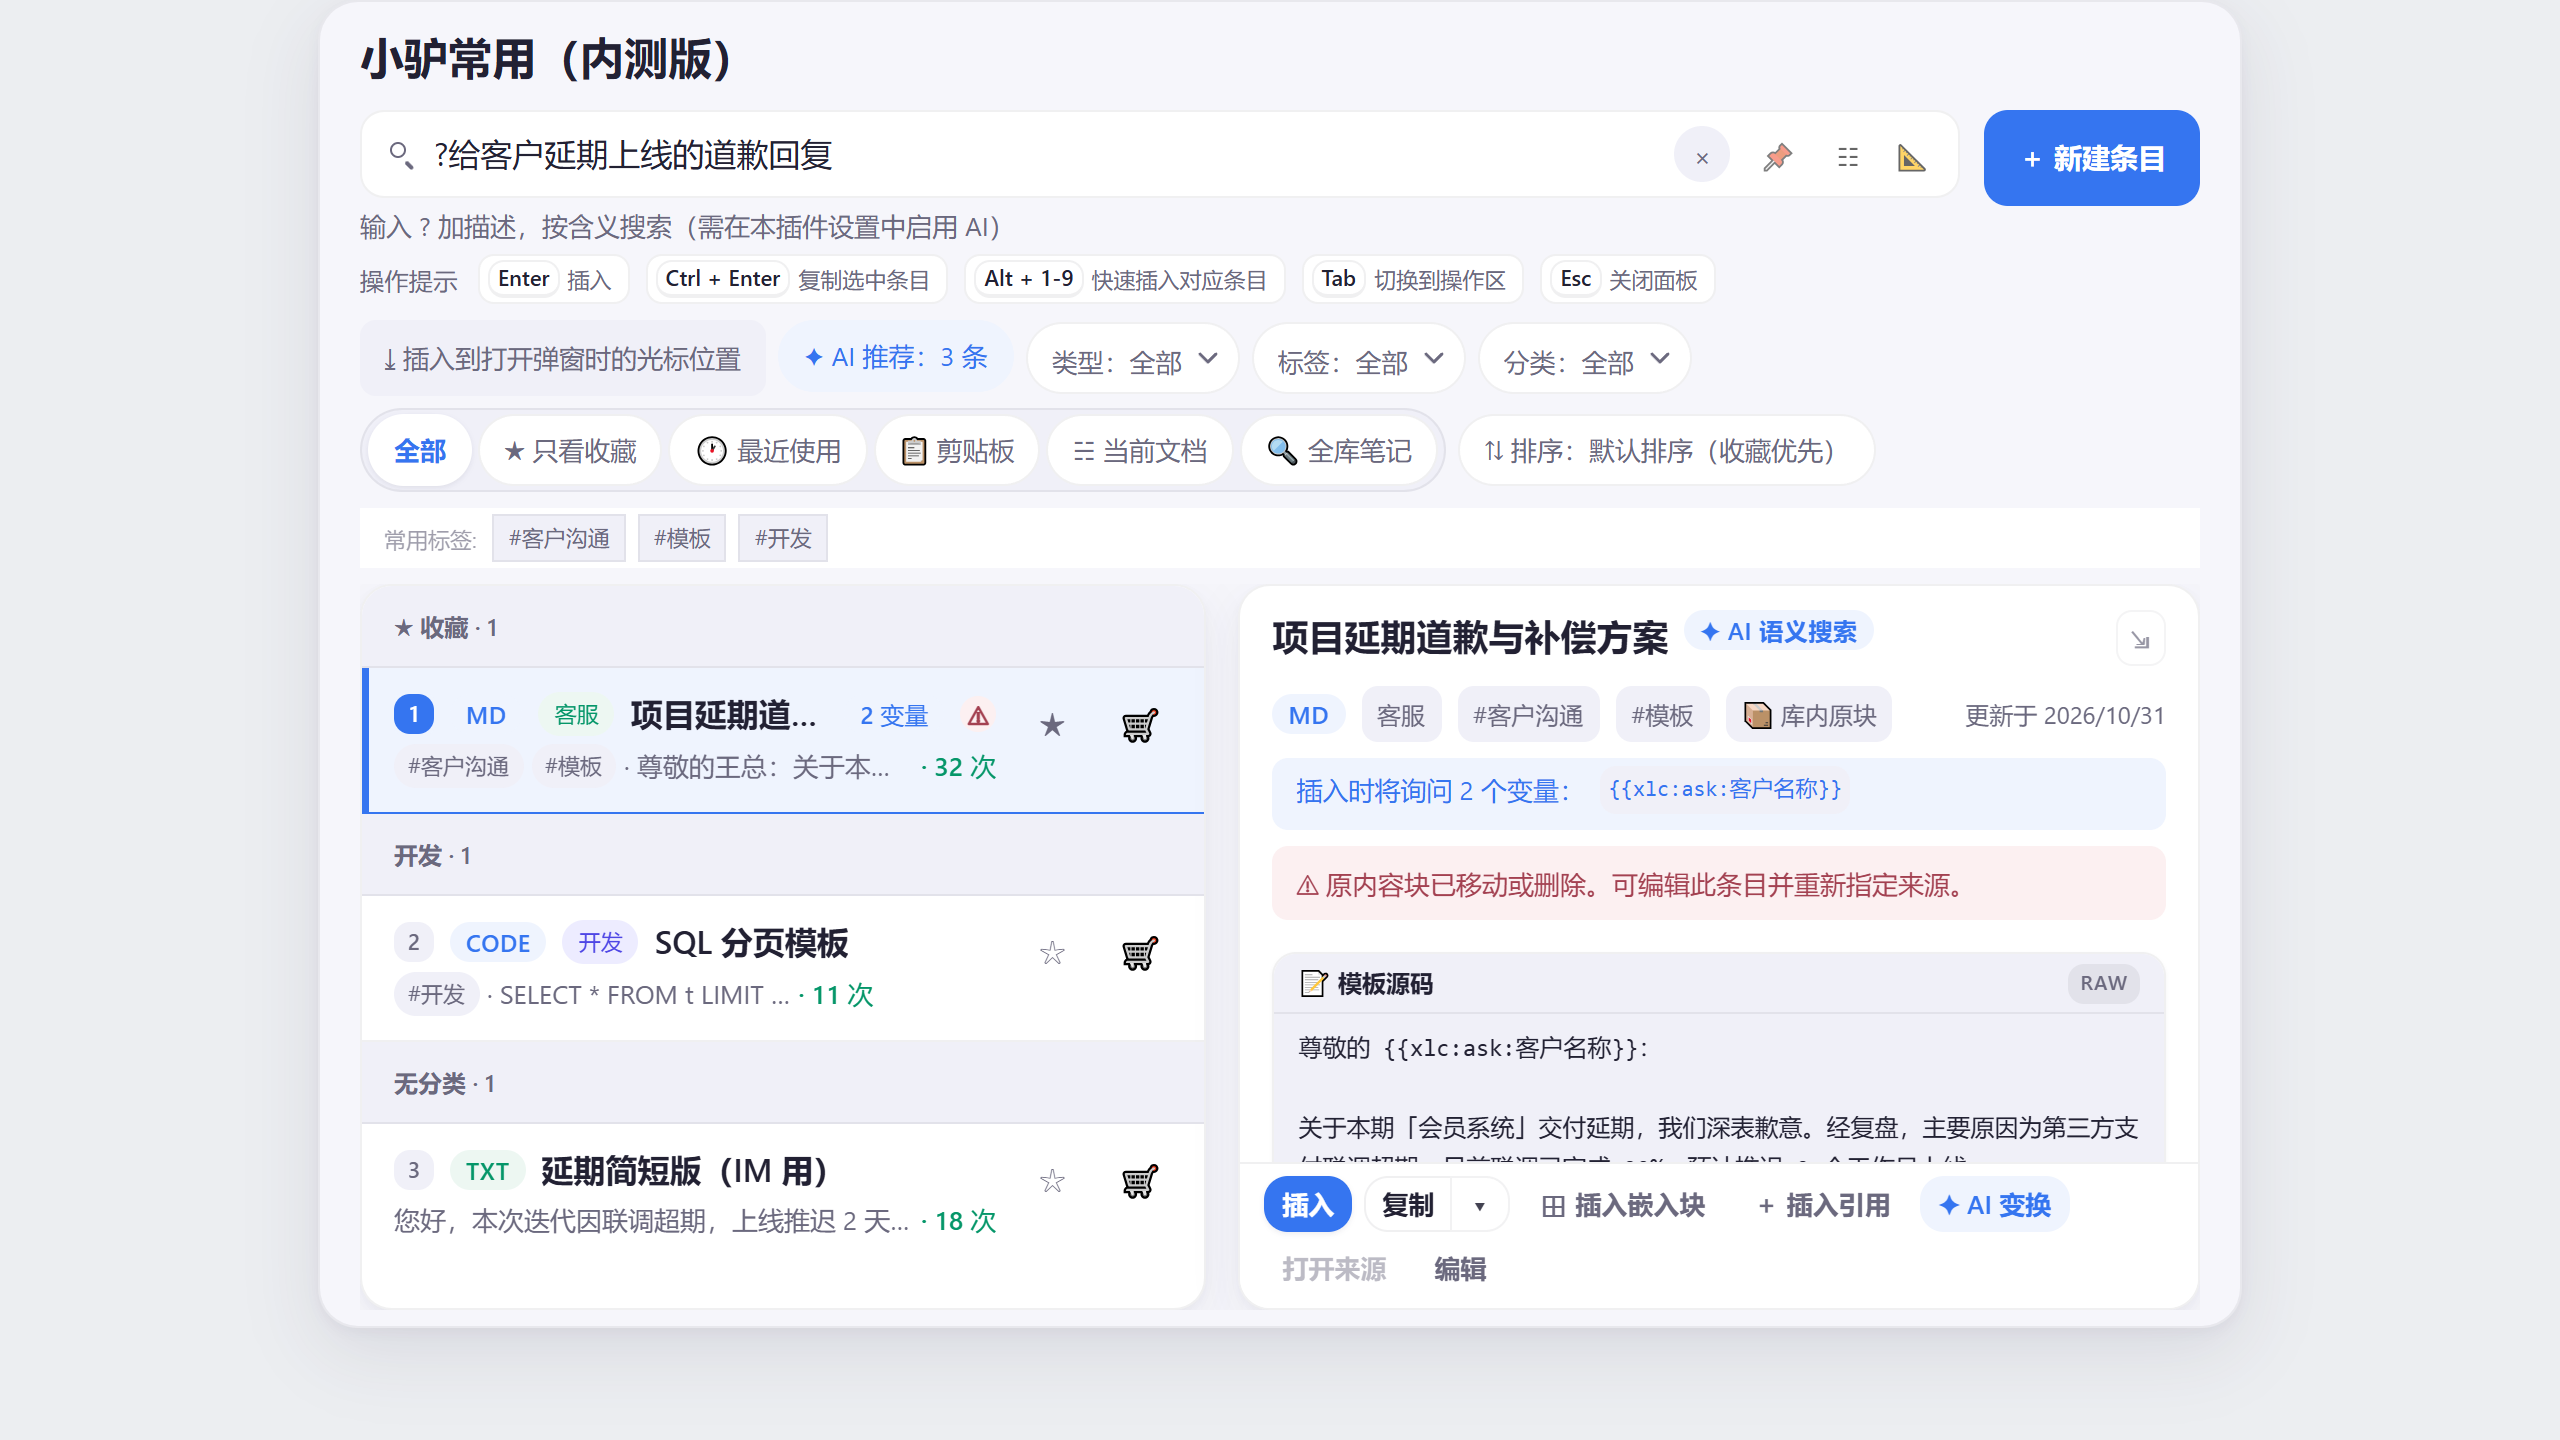 小驴常用（内测版）
?给客户延期上线的道歉回复
× + 新建条目
输入 ? 加描述，按含义搜索（需在本插件设置中启用 AI）
操作提示 Enter 插入 Ctrl + Enter 复制选中条目 Alt + 1-9 快速插入对应条目 Tab 切换到操作区 Esc 关闭面板
⤓ 插入到打开弹窗时的光标位置 ✦ AI 推荐：3 条 类型：全部 标签：全部 分类：全部
全部 ★ 只看收藏 最近使用 剪贴板 ☷ 当前文档 全库笔记 ⇅ 排序：默认排序（收藏优先）
常用标签: #客户沟通 #模板 #开发
★ 收藏 · 1
1 MD 客服 项目延期道... 2 变量 ⚠ ★
#客户沟通 #模板 · 尊敬的王总：关于本... · 32 次
开发 · 1
2 CODE 开发 SQL 分页模板 ☆
#开发 · SELECT * FROM t LIMIT ... · 11 次
无分类 · 1
3 TXT 延期简短版（IM 用） ☆
您好，本次迭代因联调超期，上线推迟 2 天... · 18 次
项目延期道歉与补偿方案 ✦ AI 语义搜索
MD 客服 #客户沟通 #模板 库内原块 更新于 2026/10/31
插入时将询问 2 个变量： {{xlc:ask:客户名称}}
⚠ 原内容块已移动或删除。可编辑此条目并重新指定来源。
模板源码 RAW
尊敬的 {{xlc:ask:客户名称}}：
关于本期「会员系统」交付延期，我们深表歉意。经复盘，主要原因为第三方支
插入 复制 ▾ 田 插入嵌入块 + 插入引用 ✦ AI 变换
打开来源 编辑